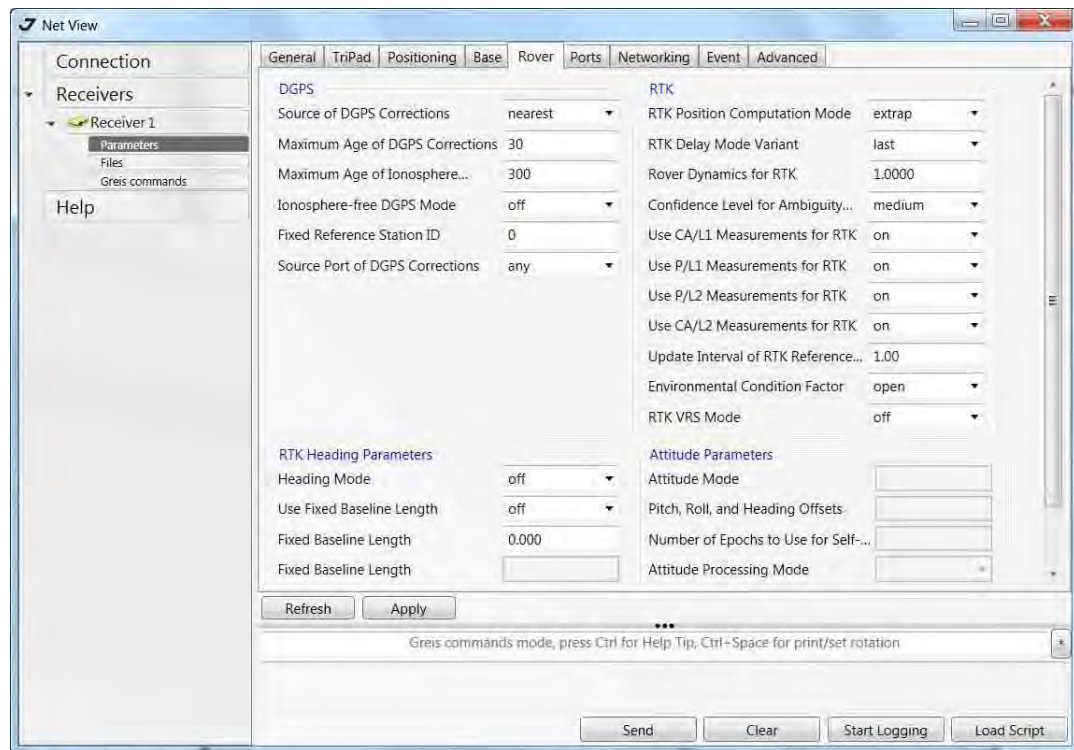 Net View
Connection
Receivers
Receiver 1
Parameters
Files
Greis commands
Help
General TriPad Positioning Base Rover Ports Networking Event Advanced
DGPS
Source of DGPS Corrections nearest
Maximum Age of DGPS Corrections 30
Maximum Age of Ionosphere... 300
Ionosphere-free DGPS Mode off
Fixed Reference Station ID 0
Source Port of DGPS Corrections any
RTK
RTK Position Computation Mode extrap
RTK Delay Mode Variant last
Rover Dynamics for RTK 1.0000
Confidence Level for Ambiguity... medium
Use CA/L1 Measurements for RTK on
Use P/L1 Measurements for RTK on
Use P/L2 Measurements for RTK on
Use CA/L2 Measurements for RTK on
Update Interval of RTK Reference... 1.00
Environmental Condition Factor open
RTK VRS Mode off
RTK Heading Parameters
Heading Mode off
Use Fixed Baseline Length off
Fixed Baseline Length 0.000
Fixed Baseline Length
Attitude Parameters
Attitude Mode
Pitch, Roll, and Heading Offsets
Number of Epochs to Use for Self-...
Attitude Processing Mode
Refresh Apply
Greis commands mode, press Ctrl for Help Tip, Ctrl+Space for print/set rotation
Send Clear Start Logging Load Script